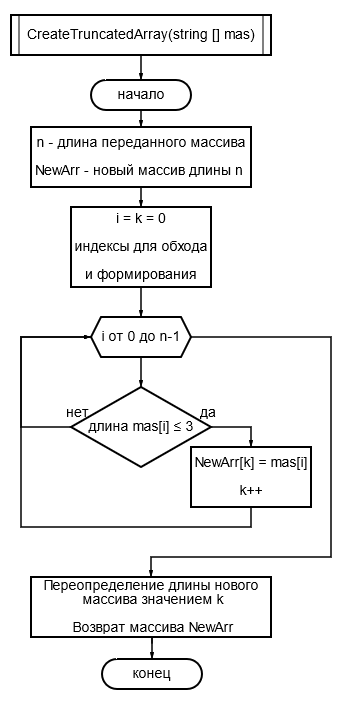 CreateTruncatedArray(string [] mas)
начало
n - длина переданного массива
NewArr - новый массив длины n
i = k = 0
индексы для обхода
и формирования
i от 0 до n-1
нет
да
длина mas[i] ≤ 3
NewArr[k] = mas[i]
k++
Переопределение длины нового
массива значением k
Возврат массива NewArr
конец